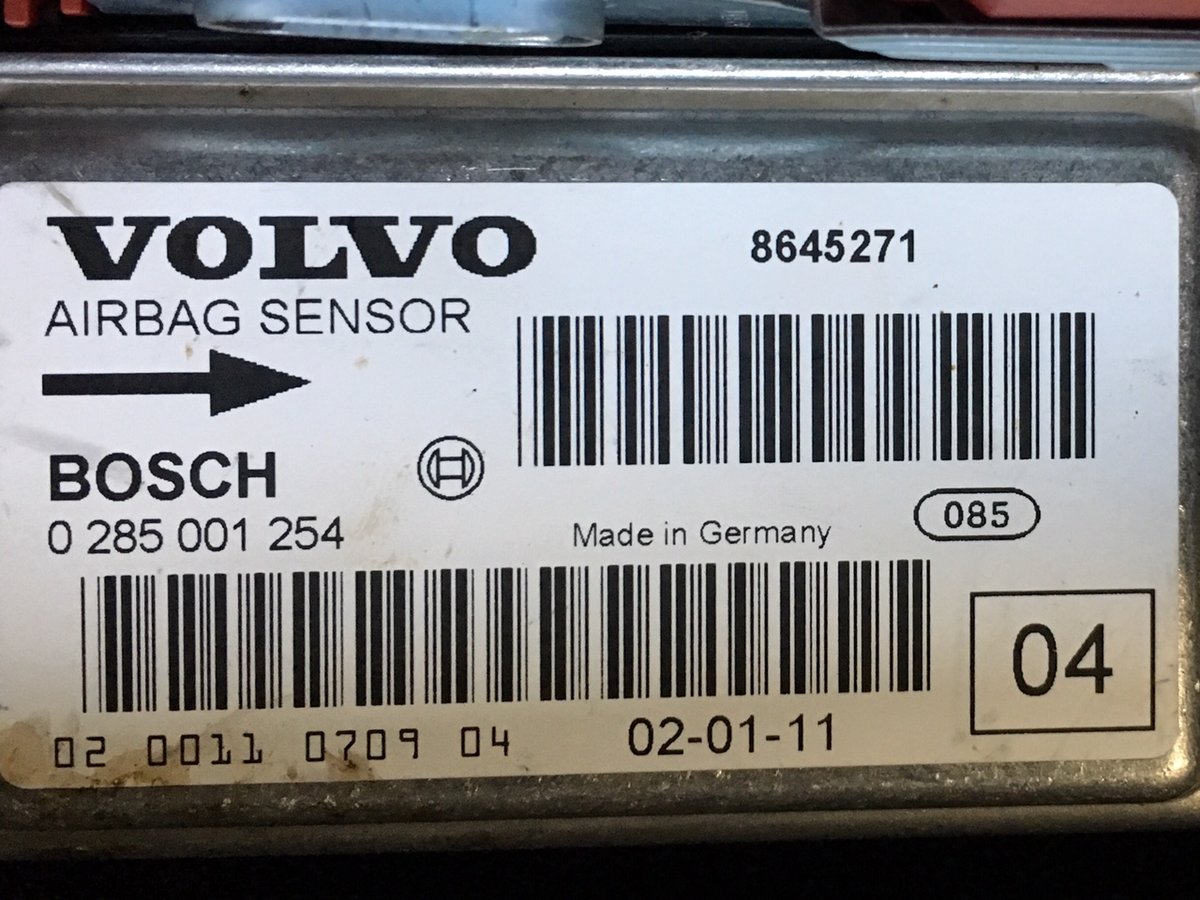 VOLVO
8645271
AIRBAG SENSOR
BOSCH
0 285 001 254
Made in Germany
085
04
02 0011 0709 04
02-01-11